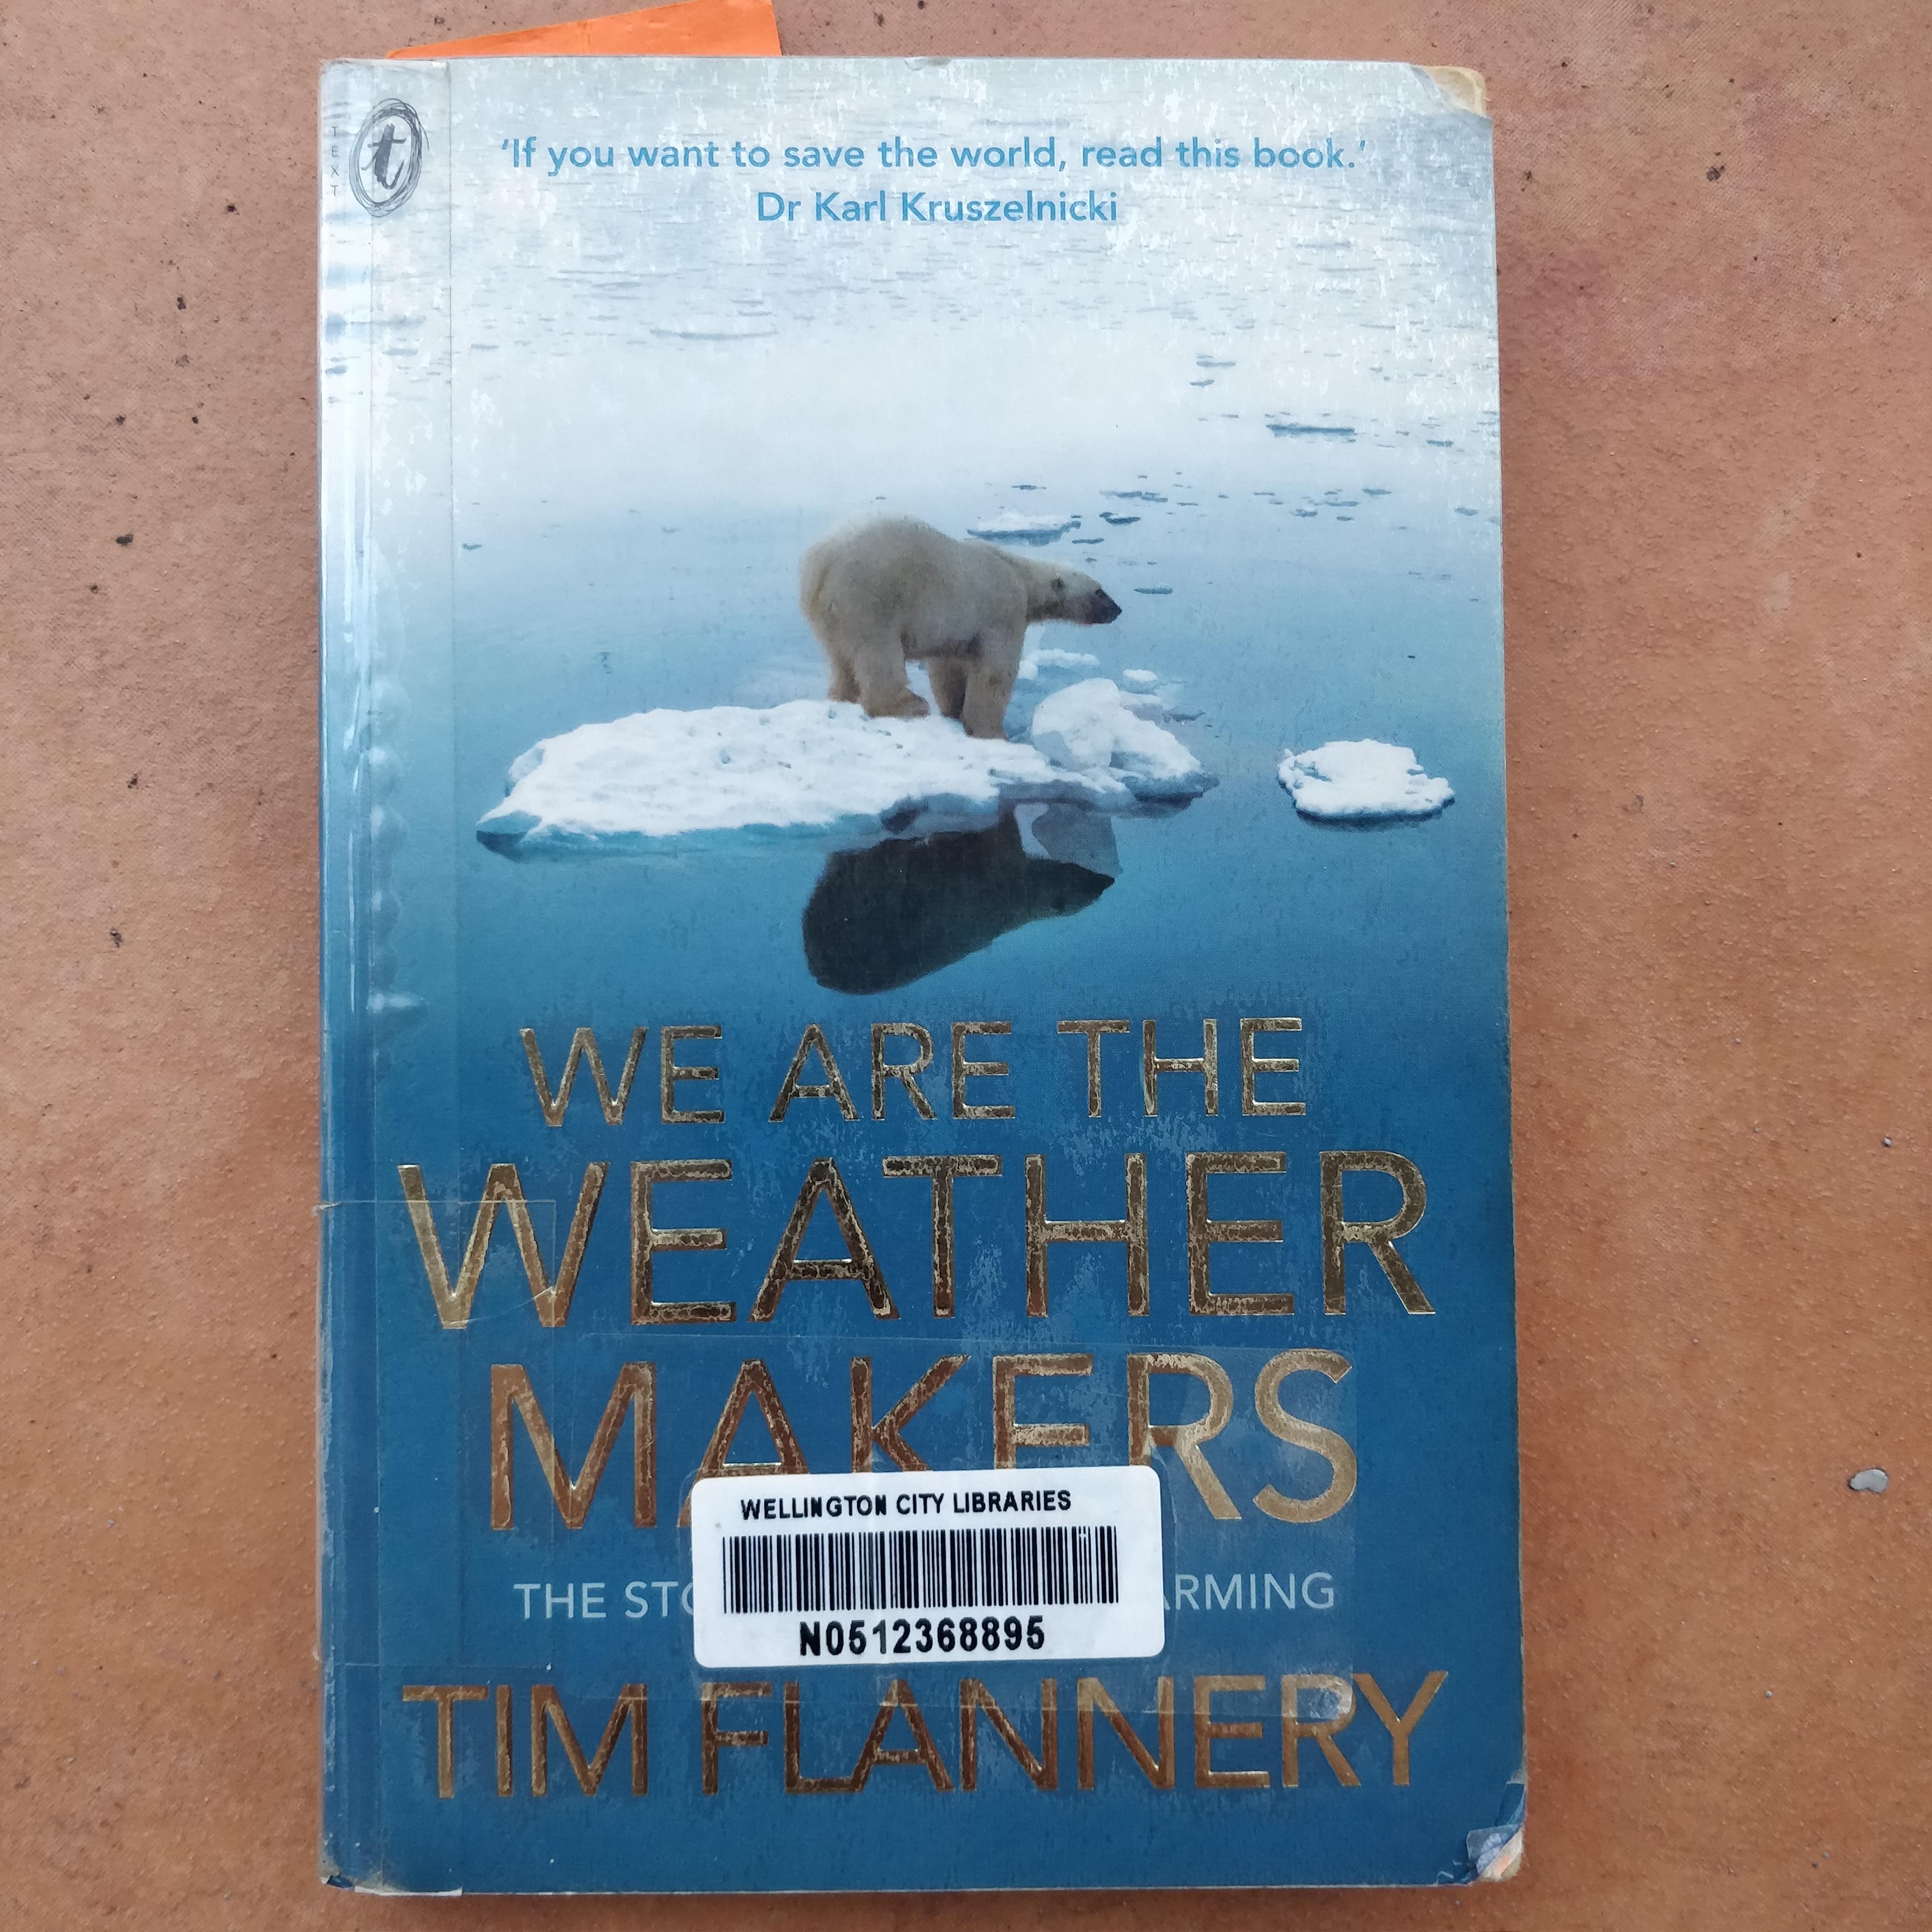 TEXT
t
‘If you want to save the world, read this book.’
Dr Karl Kruszelnicki
WE ARE THE
WEATHER
MAKERS
WELLINGTON CITY LIBRARIES
N0512368895
THE STO ARMING
TIM FLANNERY